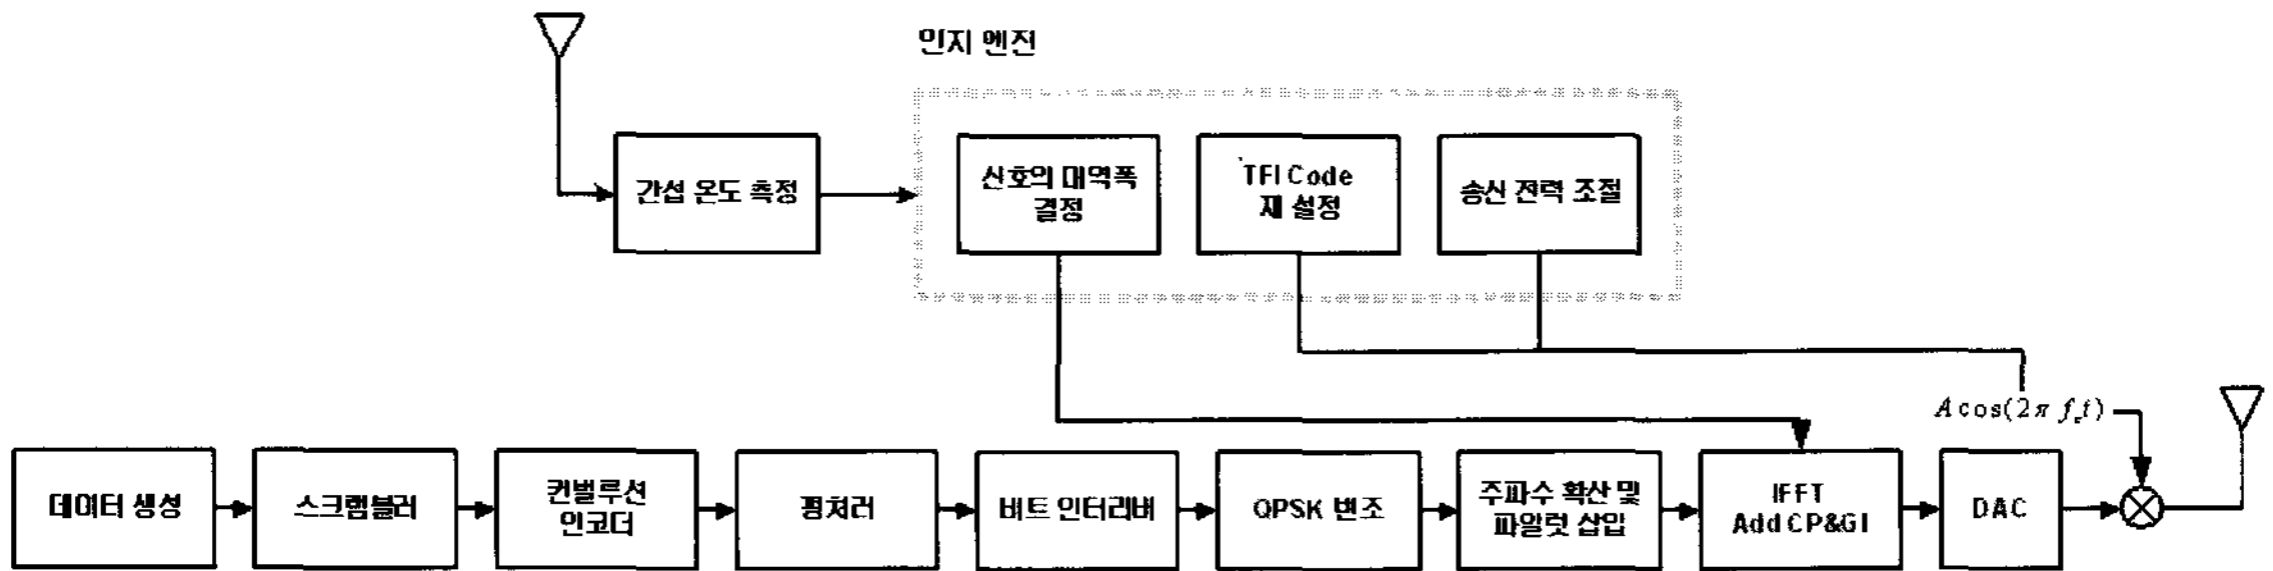 인지 엔진
간섭 온도 측정
신호의 대역폭
결정
TFI Code
재 설정
송신 전력 조절
A cos(2π f_c t)
데이터 생성
스크램블러
컨벌루션
인코더
펑처러
비트 인터리버
QPSK 변조
주파수 확산 및
파일럿 삽입
IFFT
Add CP&GI
DAC